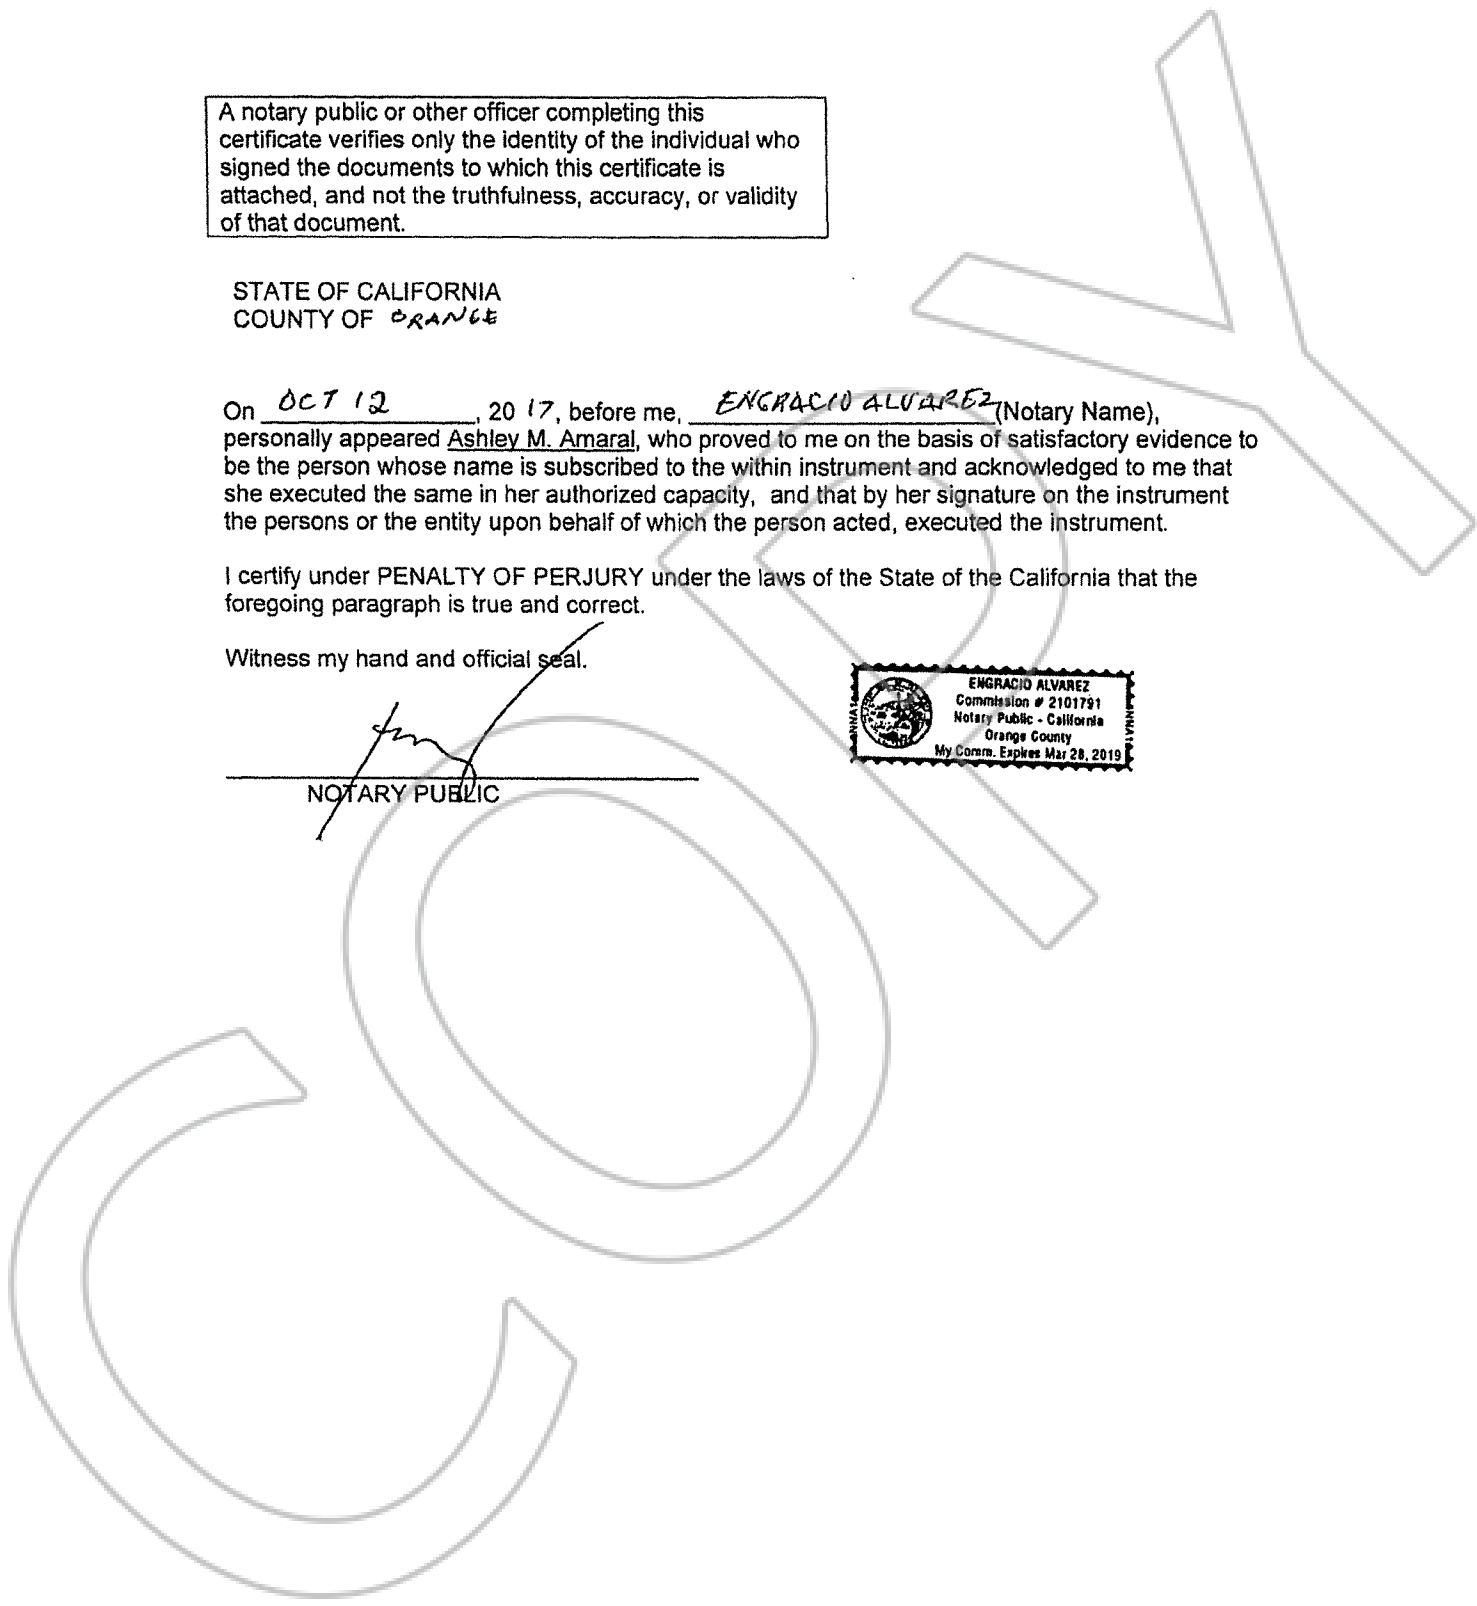 A notary public or other officer completing this
certificate verifies only the identity of the individual who
signed the documents to which this certificate is
attached, and not the truthfulness, accuracy, or validity
of that document.
STATE OF CALIFORNIA
COUNTY OF ORANGE
On OCT 12, 20 17, before me, ENGRACIO ALVAREZ (Notary Name),
personally appeared Ashley M. Amaral, who proved to me on the basis of satisfactory evidence to
be the person whose name is subscribed to the within instrument and acknowledged to me that
she executed the same in her authorized capacity, and that by her signature on the instrument
the persons or the entity upon behalf of which the person acted, executed the instrument.
I certify under PENALTY OF PERJURY under the laws of the State of the California that the
foregoing paragraph is true and correct.
Witness my hand and official seal.
NOTARY PUBLIC
ENGRACIO ALVAREZ
Commission # 2101791
Notary Public - California
Orange County
My Comm. Expires Mar 28, 2019
COPY